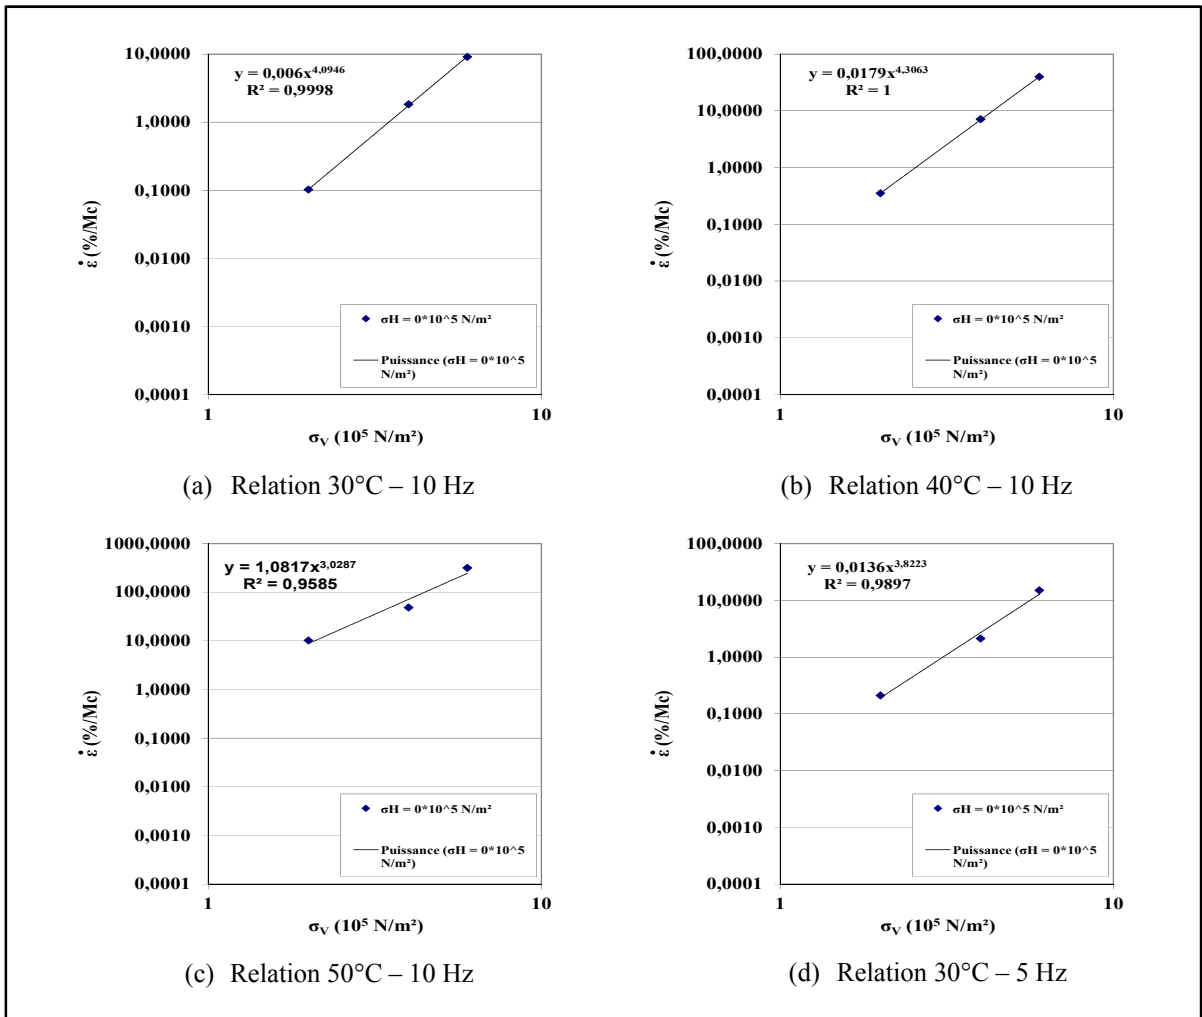 10,0000
1,0000
0,1000
0,0100
0,0010
0,0001
y = 0,006x^4,0946
R² = 0,9998
ε̇ (%/Mc)
σH = 0*10^5 N/m²
Puissance (σH = 0*10^5
N/m²)
1
10
σV (10⁵ N/m²)
(a) Relation 30°C – 10 Hz
100,0000
10,0000
1,0000
0,1000
0,0100
0,0010
0,0001
y = 0,0179x^4,3063
R² = 1
ε̇ (%/Mc)
σH = 0*10^5 N/m²
Puissance (σH = 0*10^5
N/m²)
1
10
σV (10⁵ N/m²)
(b) Relation 40°C – 10 Hz
1000,0000
100,0000
10,0000
1,0000
0,1000
0,0100
0,0010
0,0001
y = 1,0817x^3,0287
R² = 0,9585
ε̇ (%/Mc)
σH = 0*10^5 N/m²
Puissance (σH = 0*10^5
N/m²)
1
10
σV (10⁵ N/m²)
(c) Relation 50°C – 10 Hz
100,0000
10,0000
1,0000
0,1000
0,0100
0,0010
0,0001
y = 0,0136x^3,8223
R² = 0,9897
ε̇ (%/Mc)
σH = 0*10^5 N/m²
Puissance (σH = 0*10^5
N/m²)
1
10
σV (10⁵ N/m²)
(d) Relation 30°C – 5 Hz